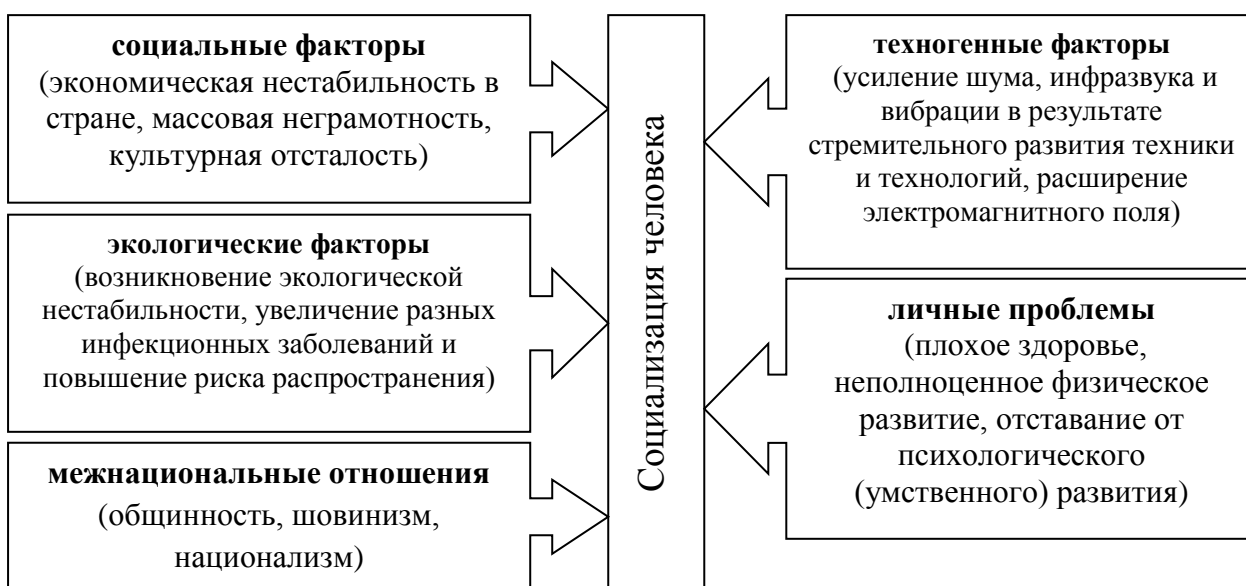 социальные факторы
(экономическая нестабильность в
стране, массовая неграмотность,
культурная отсталость)
экологические факторы
(возникновение экологической
нестабильности, увеличение разных
инфекционных заболеваний и
повышение риска распространения)
межнациональные отношения
(общинность, шовинизм,
национализм)
Социализация человека
техногенные факторы
(усиление шума, инфразвука и
вибрации в результате
стремительного развития техники
и технологий, расширение
электромагнитного поля)
личные проблемы
(плохое здоровье,
неполноценное физическое
развитие, отставание от
психологического
(умственного) развития)